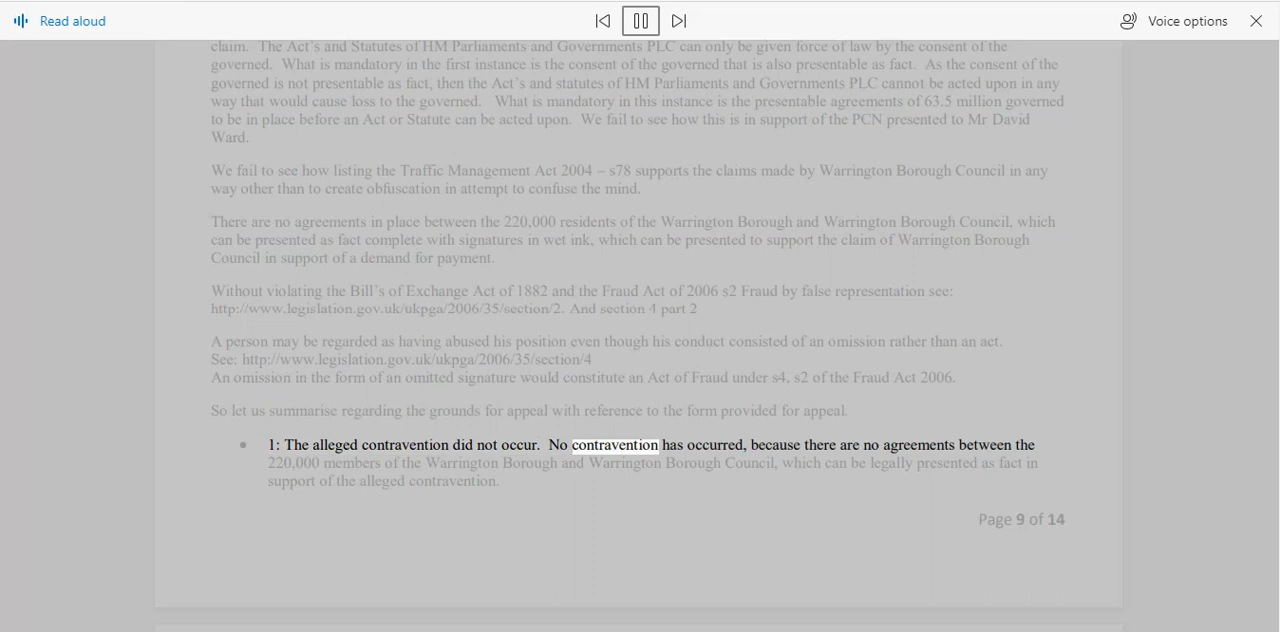 Read aloud
Voice options
claim.  The Act's and Statutes of HM Parliaments and Governments PLC can only be given force of law by the consent of the
governed.  What is mandatory in the first instance is the consent of the governed that is also presentable as fact.  As the consent of the
governed is not presentable as fact, then the Act's and statutes of HM Parliaments and Governments PLC cannot be acted upon in any
way that would cause loss to the governed.   What is mandatory in this instance is the presentable agreements of 63.5 million governed
to be in place before an Act or Statute can be acted upon.  We fail to see how this is in support of the PCN presented to Mr David
Ward.
We fail to see how listing the Traffic Management Act 2004 – s78 supports the claims made by Warrington Borough Council in any
way other than to create obfuscation in attempt to confuse the mind.
There are no agreements in place between the 220,000 residents of the Warrington Borough and Warrington Borough Council, which
can be presented as fact complete with signatures in wet ink, which can be presented to support the claim of Warrington Borough
Council in support of a demand for payment.
Without violating the Bill's of Exchange Act of 1882 and the Fraud Act of 2006 s2 Fraud by false representation see:
http://www.legislation.gov.uk/ukpga/2006/35/section/2. And section 4 part 2
A person may be regarded as having abused his position even though his conduct consisted of an omission rather than an act.
See: http://www.legislation.gov.uk/ukpga/2006/35/section/4
An omission in the form of an omitted signature would constitute an Act of Fraud under s4, s2 of the Fraud Act 2006.
So let us summarise regarding the grounds for appeal with reference to the form provided for appeal.
• 1: The alleged contravention did not occur.  No contravention has occurred, because there are no agreements between the
220,000 members of the Warrington Borough and Warrington Borough Council, which can be legally presented as fact in
support of the alleged contravention.
Page 9 of 14